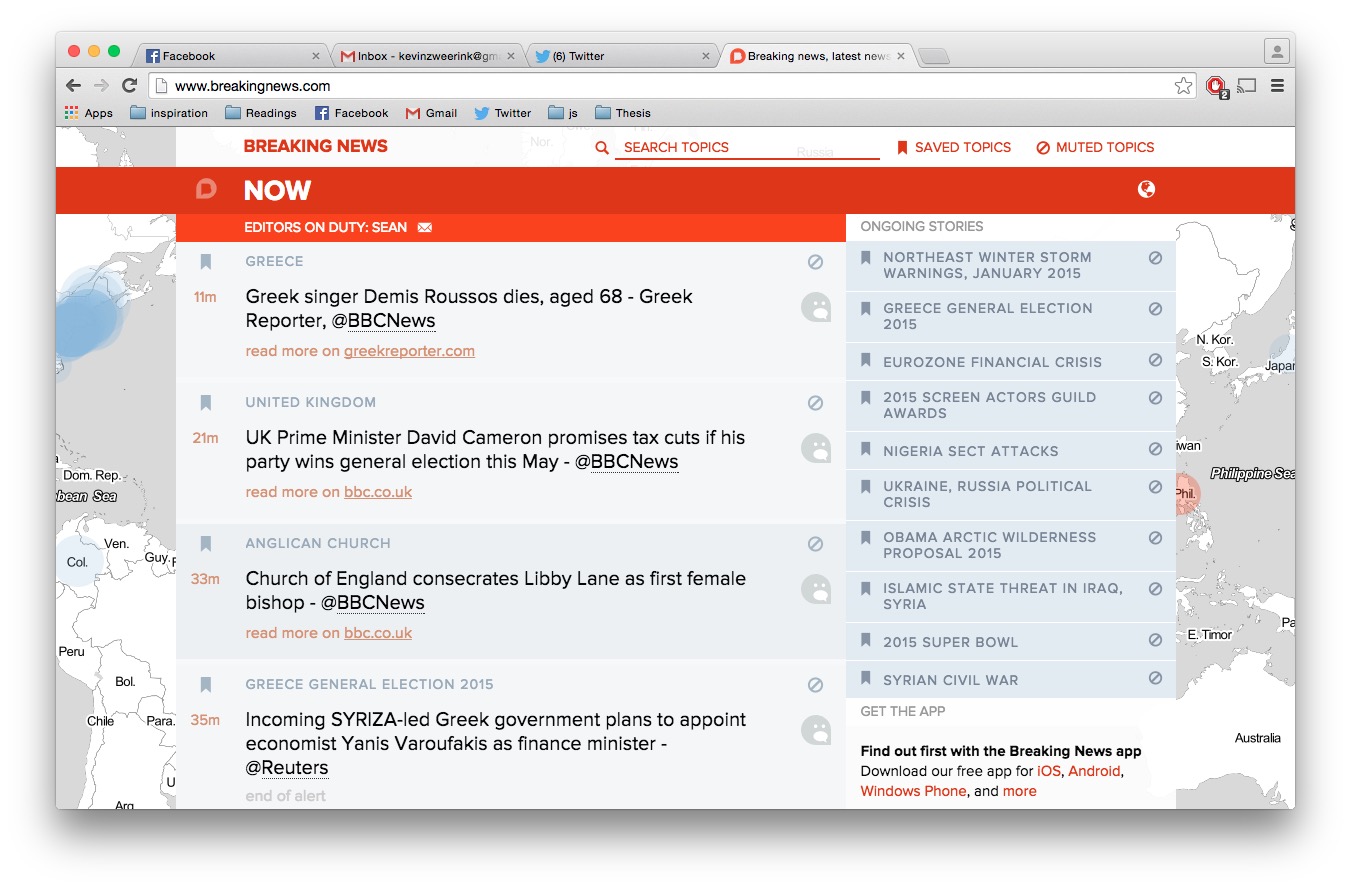 Facebook
Inbox - kevinzweerink@gm
(6) Twitter
Breaking news, latest news
www.breakingnews.com
2
Apps
inspiration
Readings
Facebook
Gmail
Twitter
js
Thesis
BREAKING NEWS
Nor.
SEARCH TOPICS
Russia
SAVED TOPICS
MUTED TOPICS
NOW
EDITORS ON DUTY: SEAN
GREECE
11m
Greek singer Demis Roussos dies, aged 68 - Greek
Reporter, @BBCNews
read more on greekreporter.com
UNITED KINGDOM
21m
UK Prime Minister David Cameron promises tax cuts if his
party wins general election this May - @BBCNews
read more on bbc.co.uk
ANGLICAN CHURCH
33m
Church of England consecrates Libby Lane as first female
bishop - @BBCNews
read more on bbc.co.uk
GREECE GENERAL ELECTION 2015
35m
Incoming SYRIZA-led Greek government plans to appoint
economist Yanis Varoufakis as finance minister -
@Reuters
end of alert
ONGOING STORIES
NORTHEAST WINTER STORM
WARNINGS, JANUARY 2015
GREECE GENERAL ELECTION
2015
EUROZONE FINANCIAL CRISIS
2015 SCREEN ACTORS GUILD
AWARDS
NIGERIA SECT ATTACKS
UKRAINE, RUSSIA POLITICAL
CRISIS
OBAMA ARCTIC WILDERNESS
PROPOSAL 2015
ISLAMIC STATE THREAT IN IRAQ,
SYRIA
2015 SUPER BOWL
SYRIAN CIVIL WAR
GET THE APP
Find out first with the Breaking News app
Download our free app for iOS, Android,
Windows Phone, and more
Dom. Rep.
bean Sea
Ven.
Col.
Guy.
Peru
Bol.
Chile
Para.
U
Arg
N. Kor.
S. Kor.
Japan
iwan
Philippine Sea
Phil.
E. Timor
Pa
Australia